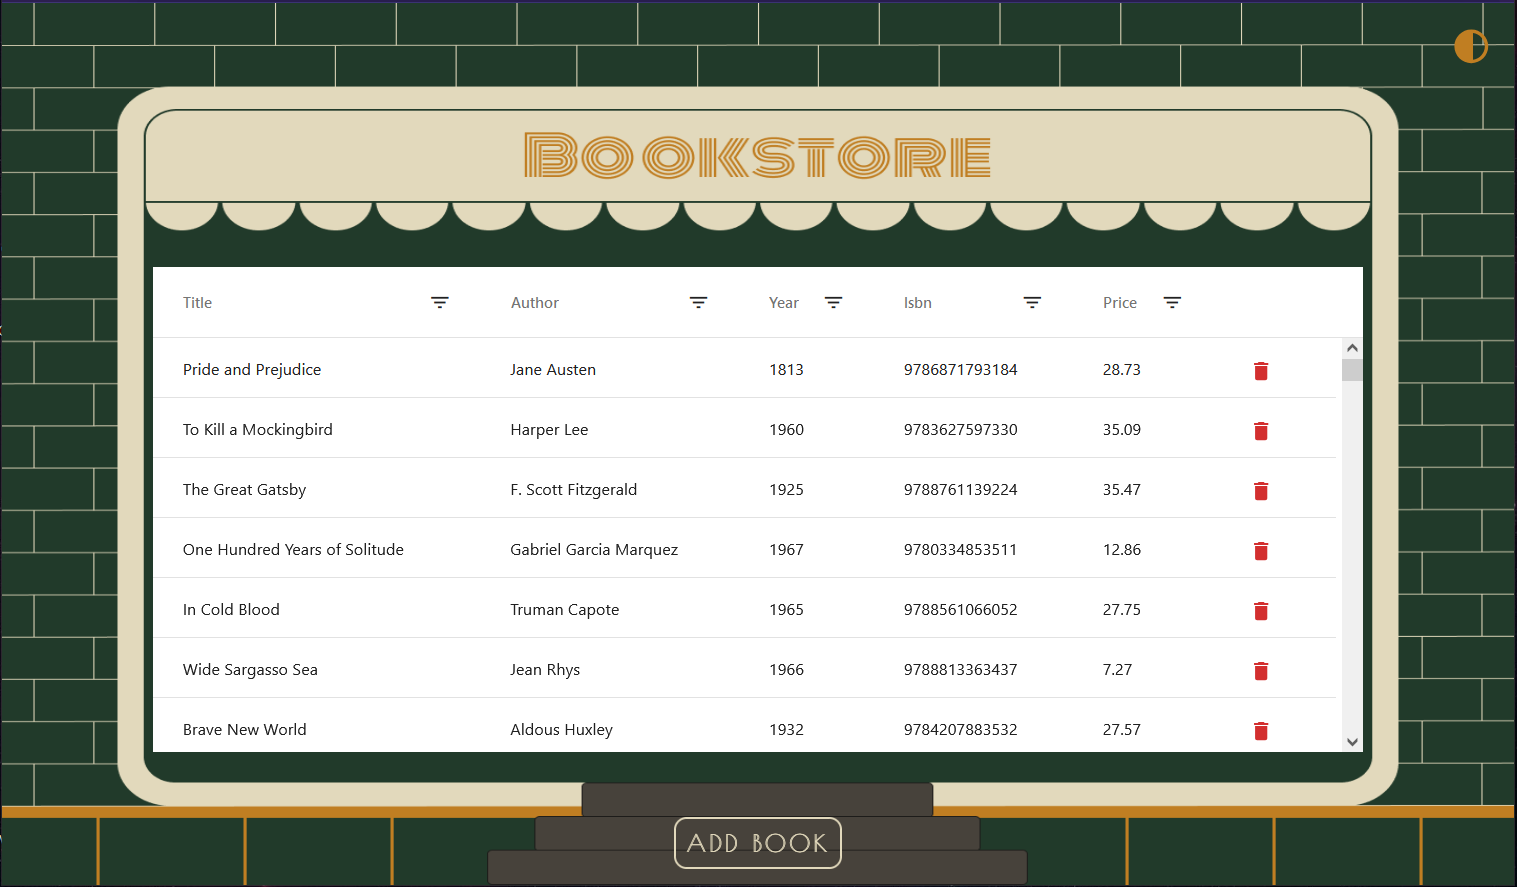 Bookstore
Title Author Year Isbn Price
Pride and Prejudice Jane Austen 1813 9786871793184 28.73
To Kill a Mockingbird Harper Lee 1960 9783627597330 35.09
The Great Gatsby F. Scott Fitzgerald 1925 9788761139224 35.47
One Hundred Years of Solitude Gabriel Garcia Marquez 1967 9780334853511 12.86
In Cold Blood Truman Capote 1965 9788561066052 27.75
Wide Sargasso Sea Jean Rhys 1966 9788813363437 7.27
Brave New World Aldous Huxley 1932 9784207883532 27.57
ADD BOOK